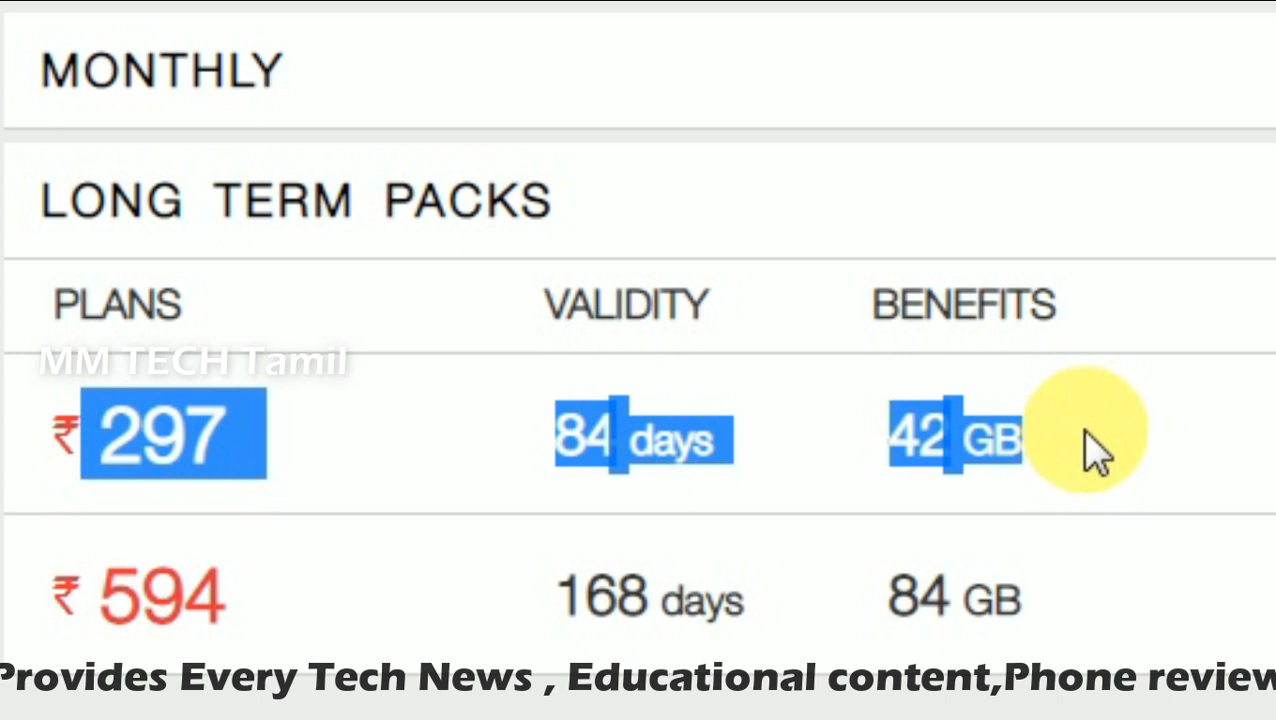 MONTHLY
LONG TERM PACKS
PLANS VALIDITY BENEFITS
MM TECH Tamil
₹ 297 84 days 42 GB
₹ 594 168 days 84 GB
Provides Every Tech News , Educational content,Phone review